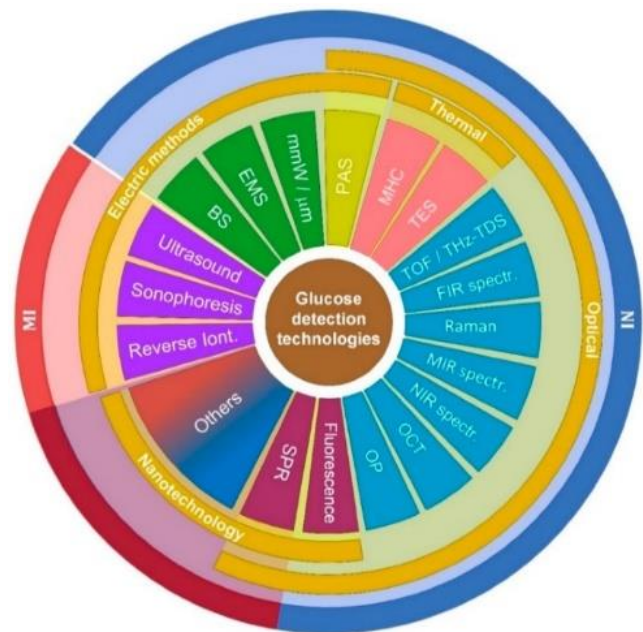 Glucose
detection
technologies
PAS
MHC
TES
TOF / THz-TDS
FIR spectr.
Raman
MIR spectr.
NIR spectr.
OCT
OP
Fluorescence
SPR
Others
Reverse Iont.
Sonophoresis
Ultrasound
BS
EMS
mmW / μm
Thermal
Optical
Nanotechnology
Electric methods
NI
MI